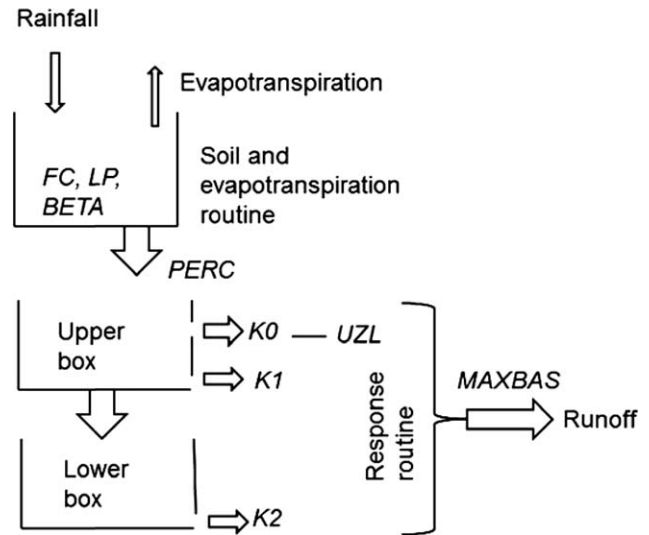 Rainfall
Evapotranspiration
Soil and
evapotranspiration
routine
FC, LP,
BETA
PERC
Upper
box
K0 — UZL
K1
Lower
box
K2
Response
routine
MAXBAS
Runoff